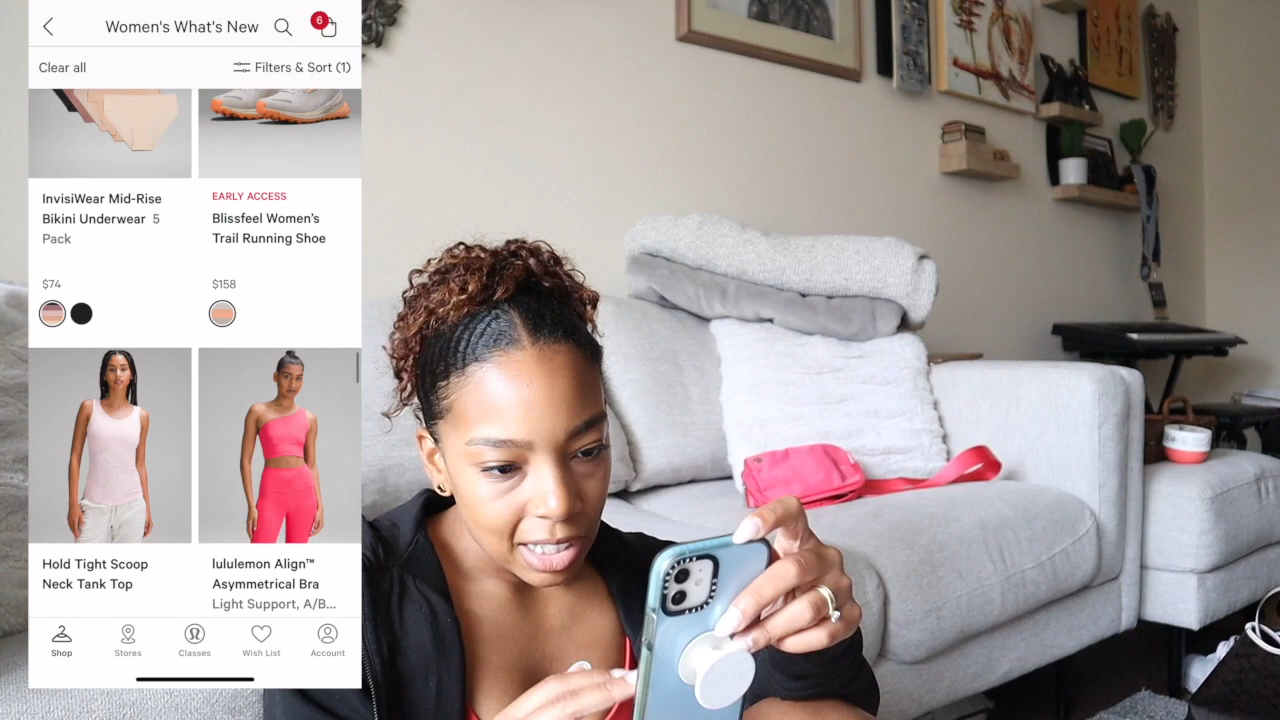 Women's What's New
6
Clear all
Filters & Sort (1)
InvisiWear Mid-Rise
Bikini Underwear 5
Pack
$74
EARLY ACCESS
Blissfeel Women's
Trail Running Shoe
$158
Hold Tight Scoop
Neck Tank Top
lululemon Align™
Asymmetrical Bra
Light Support, A/B...
Shop
Stores
Classes
Wish List
Account